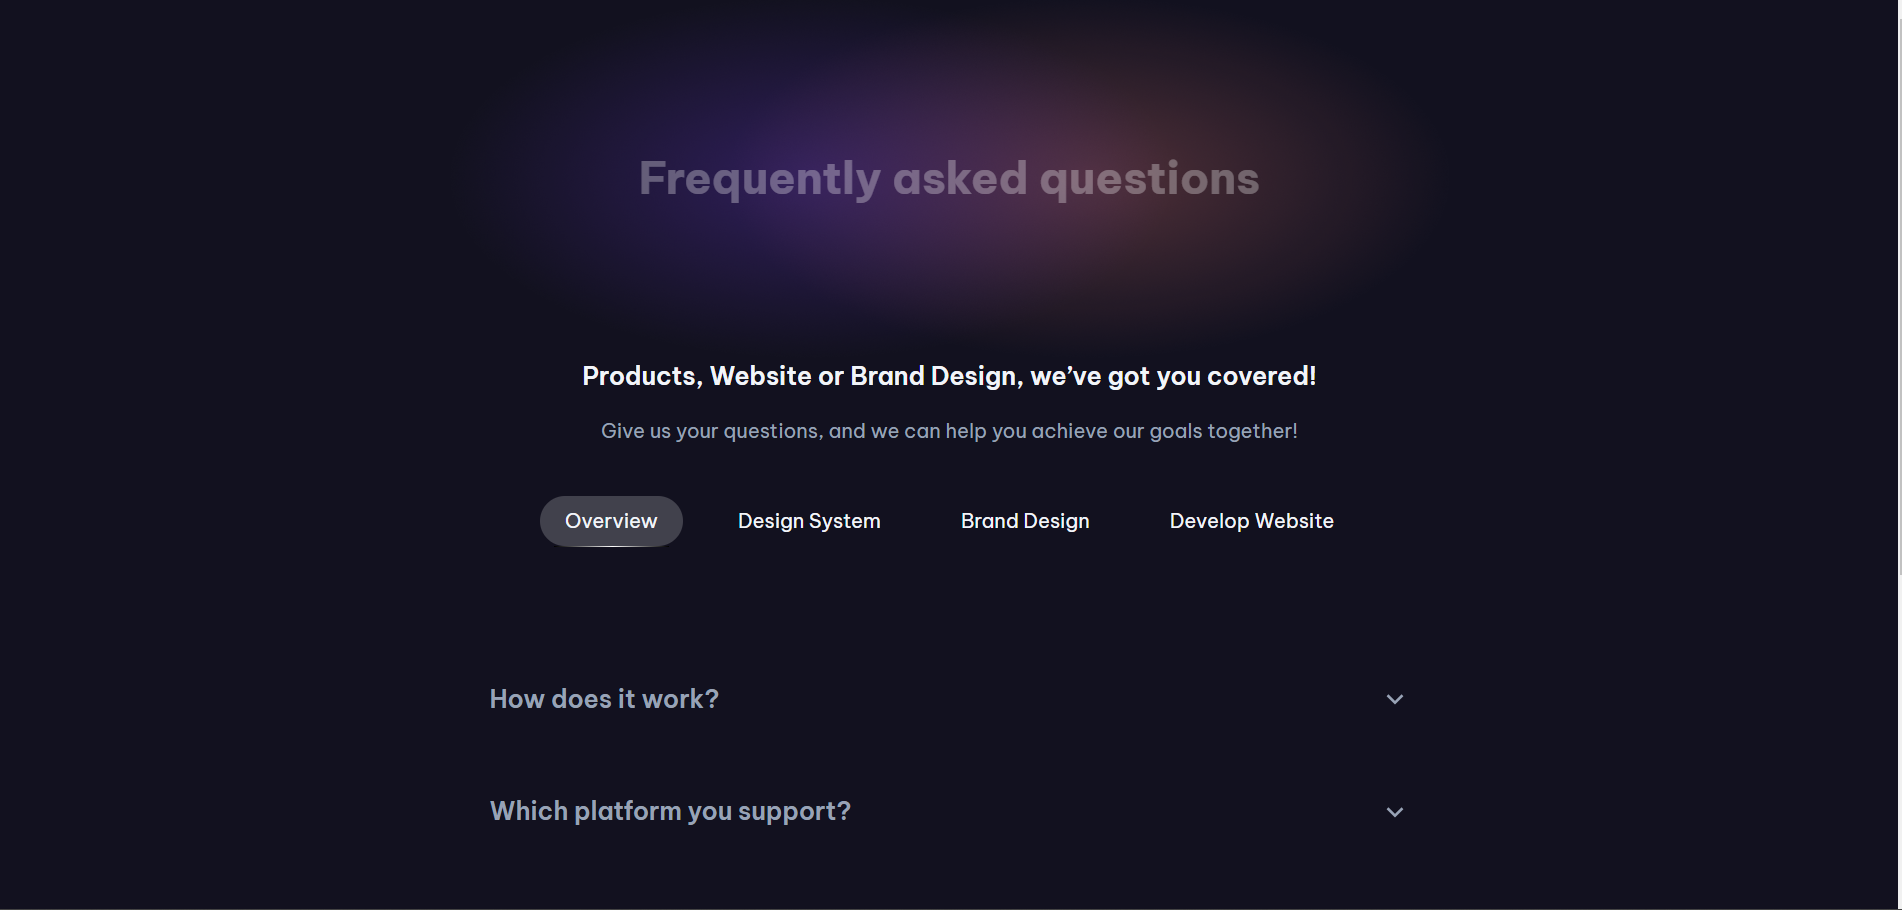 Frequently asked questions
Products, Website or Brand Design, we’ve got you covered!
Give us your questions, and we can help you achieve our goals together!
Overview Design System Brand Design Develop Website
How does it work?
Which platform you support?